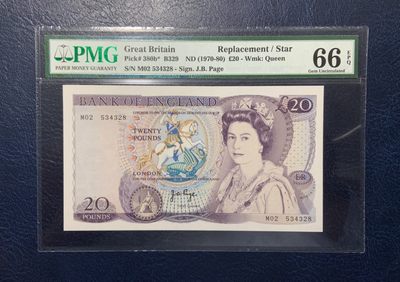 PMG
PAPER MONEY GUARANTY
Great Britain Replacement / Star
Pick# 380b* B329 ND (1970-80) £20 - Wmk: Queen
S/N M02 534328 - Sign. J.B. Page
66 EPQ
Gem Uncirculated
BANK OF ENGLAND
£20
M02 534328
TWENTY
POUNDS
LONDON
20
POUNDS
M02 534328